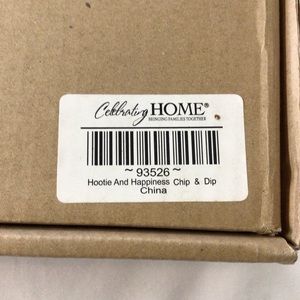 Celebrating HOME®
BRINGING FAMILIES TOGETHER
~ 93526 ~
Hootie And Happiness Chip & Dip
China